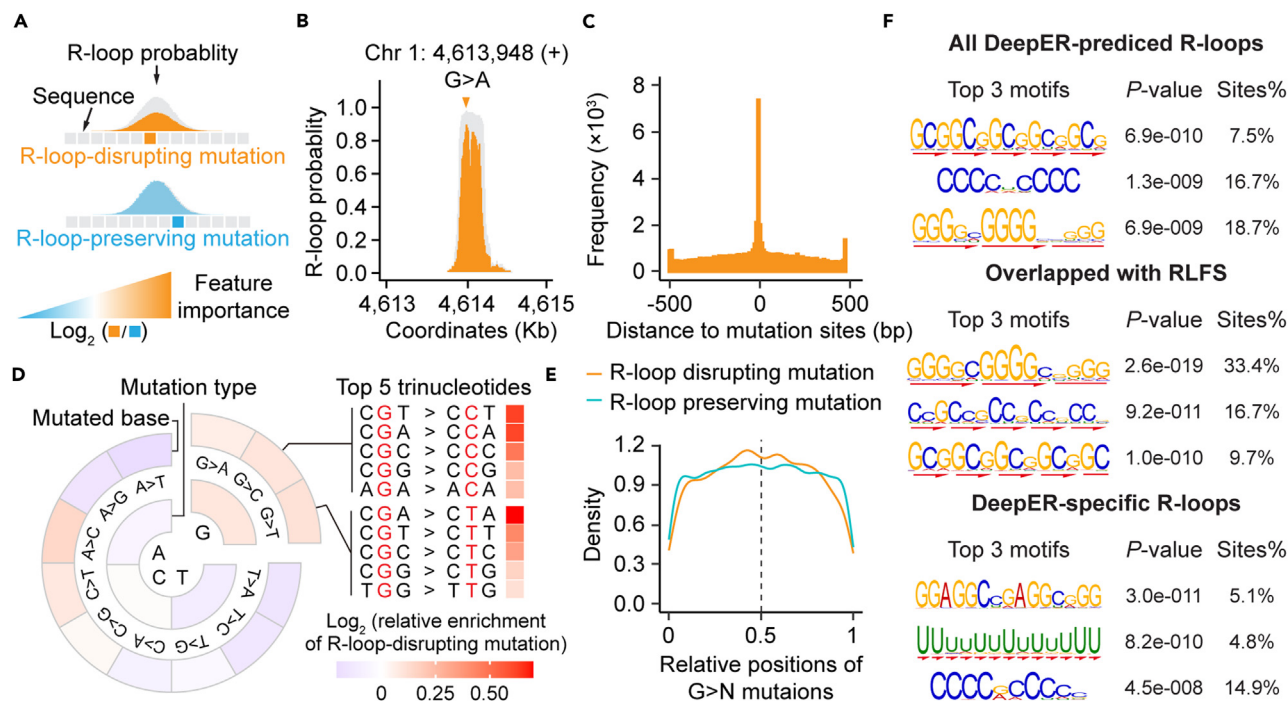 A
R-loop probablity
Sequence
R-loop-disrupting mutation
R-loop-preserving mutation
Feature
importance
Log2 (■/■)
B
Chr 1: 4,613,948 (+)
G>A
R-loop probablity
1.0
0.8
0.6
0.4
0.2
0.0
4,613
4,614
4,615
Coordinates (Kb)
C
Frequency (×10³)
8
6
4
2
0
-500
0
500
Distance to mutation sites (bp)
D
Mutation type
Mutated base
G>A
G>C
G>T
T>A
T>C
T>G
C>A
C>G
C>T
A>C
A>G
A>T
A
G
C
T
Top 5 trinucleotides
CGT > CCT
CGA > CCA
CGC > CCC
CGG > CCG
AGA > ACA
CGA > CTA
CGT > CTT
CGC > CTC
CGG > CTG
TGG > TTG
Log2 (relative enrichment
of R-loop-disrupting mutation)
0 0.25 0.50
E
R-loop disrupting mutation
R-loop preserving mutation
Density
1.2
0.9
0.6
0.3
0.0
0
0.5
1
Relative positions of
G>N mutaions
F
All DeepER-prediced R-loops
Top 3 motifs P-value Sites%
GCGGCGGCGGCGGCG 6.9e-010 7.5%
CCCCUCCCCC 1.3e-009 16.7%
6.9e-009 18.7%
Overlapped with RLFS
Top 3 motifs P-value Sites%
2.6e-019 33.4%
9.2e-011 16.7%
GCGGCGGCGGCGGC 1.0e-010 9.7%
DeepER-specific R-loops
Top 3 motifs P-value Sites%
3.0e-011 5.1%
8.2e-010 4.8%
4.5e-008 14.9%